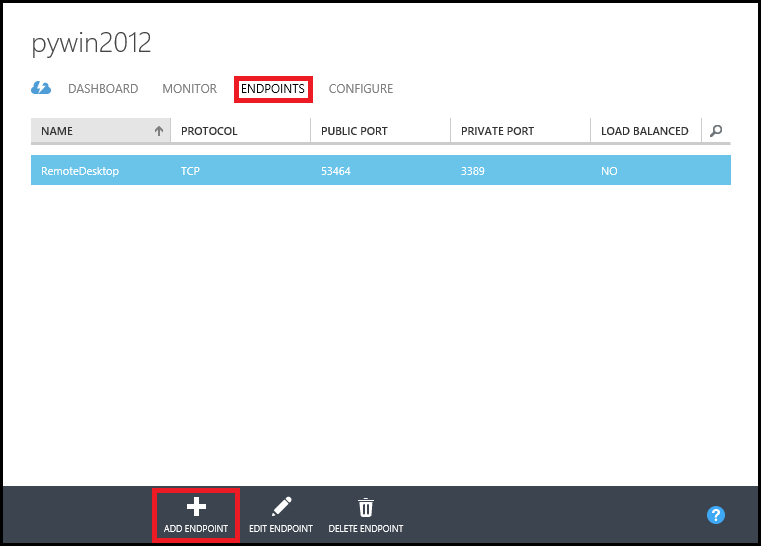 pywin2012
DASHBOARD MONITOR ENDPOINTS CONFIGURE
NAME PROTOCOL PUBLIC PORT PRIVATE PORT LOAD BALANCED
RemoteDesktop TCP 53464 3389 NO
ADD ENDPOINT EDIT ENDPOINT DELETE ENDPOINT ?